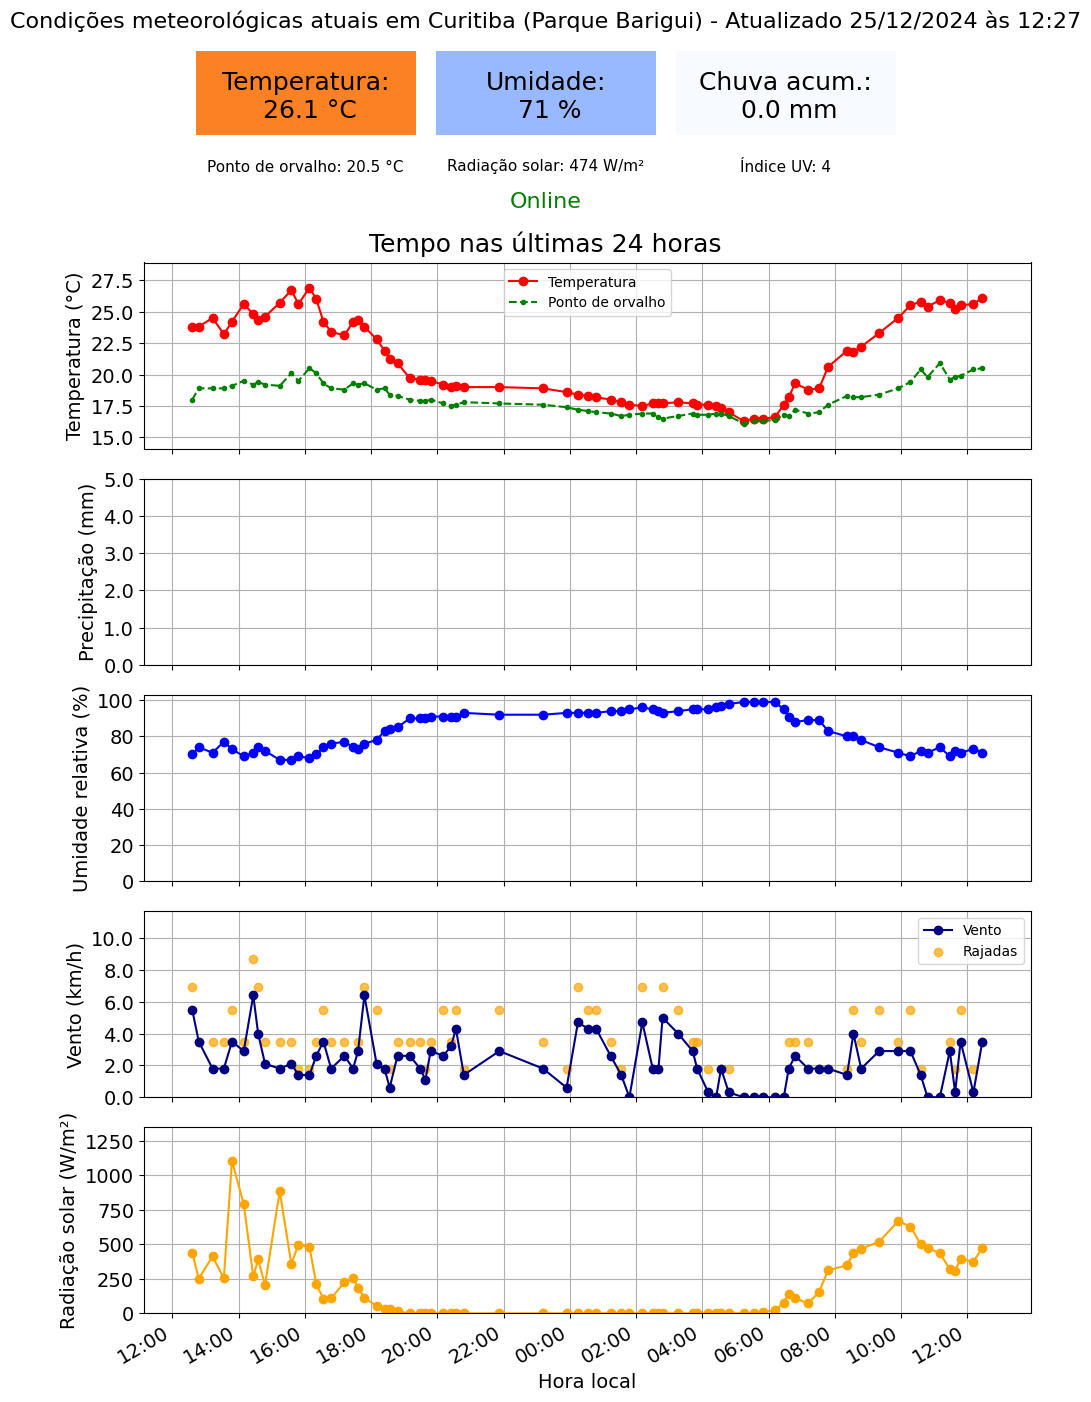 Condições meteorológicas atuais em Curitiba (Parque Barigui) - Atualizado 25/12/2024 às 12:27
Temperatura:
26.1 °C
Umidade:
71 %
Chuva acum.:
0.0 mm
Ponto de orvalho: 20.5 °C
Radiação solar: 474 W/m²
Índice UV: 4
Online
Tempo nas últimas 24 horas
Temperatura (°C)
27.5
25.0
22.5
20.0
17.5
15.0
Temperatura
Ponto de orvalho
Precipitação (mm)
5.0
4.0
3.0
2.0
1.0
0.0
Umidade relativa (%)
100
80
60
40
20
0
Vento (km/h)
10.0
8.0
6.0
4.0
2.0
0.0
Vento
Rajadas
Radiação solar (W/m²)
1250
1000
750
500
250
0
12:00
14:00
16:00
18:00
20:00
22:00
00:00
02:00
04:00
06:00
08:00
10:00
12:00
Hora local